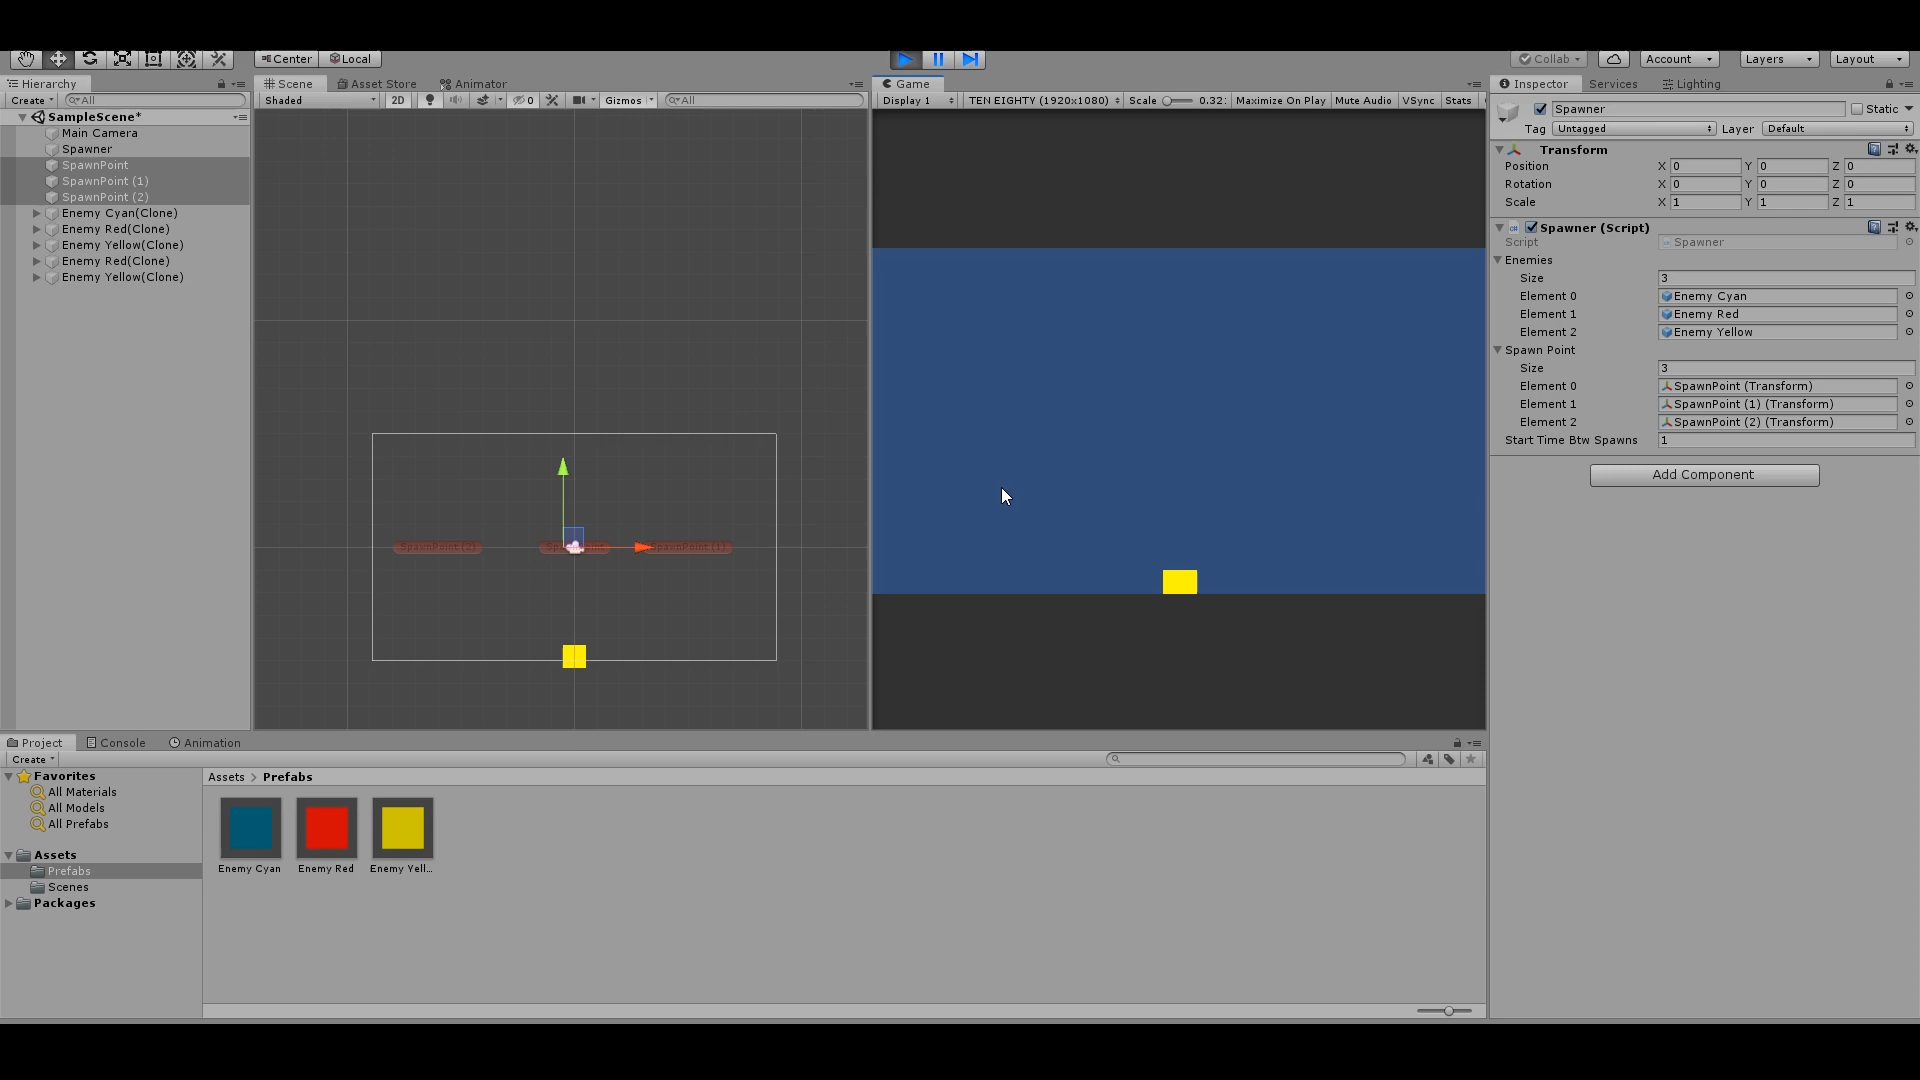 Center Local Collab Account Layers Layout
Hierarchy
Create All
SampleScene*
Main Camera
Spawner
SpawnPoint
SpawnPoint (1)
SpawnPoint (2)
Enemy Cyan(Clone)
Enemy Red(Clone)
Enemy Yellow(Clone)
Enemy Red(Clone)
Enemy Yellow(Clone)
Scene Asset Store Animator
Shaded 2D 0 Gizmos All
SpawnPoint (2) SpawnPoint (1)
Game
Display 1 TEN EIGHTY (1920x1080) Scale 0.32 Maximize On Play Mute Audio VSync Stats
Inspector Services Lighting
Spawner Static
Tag Untagged Layer Default
Transform
Position X 0 Y 0 Z 0
Rotation X 0 Y 0 Z 0
Scale X 1 Y 1 Z 1
Spawner (Script)
Script Spawner
Enemies
Size 3
Element 0 Enemy Cyan
Element 1 Enemy Red
Element 2 Enemy Yellow
Spawn Point
Size 3
Element 0 SpawnPoint (Transform)
Element 1 SpawnPoint (1) (Transform)
Element 2 SpawnPoint (2) (Transform)
Start Time Btw Spawns 1
Add Component
Project Console Animation
Create
Favorites
All Materials
All Models
All Prefabs
Assets
Prefabs
Scenes
Packages
Assets > Prefabs
Enemy Cyan Enemy Red Enemy Yell...